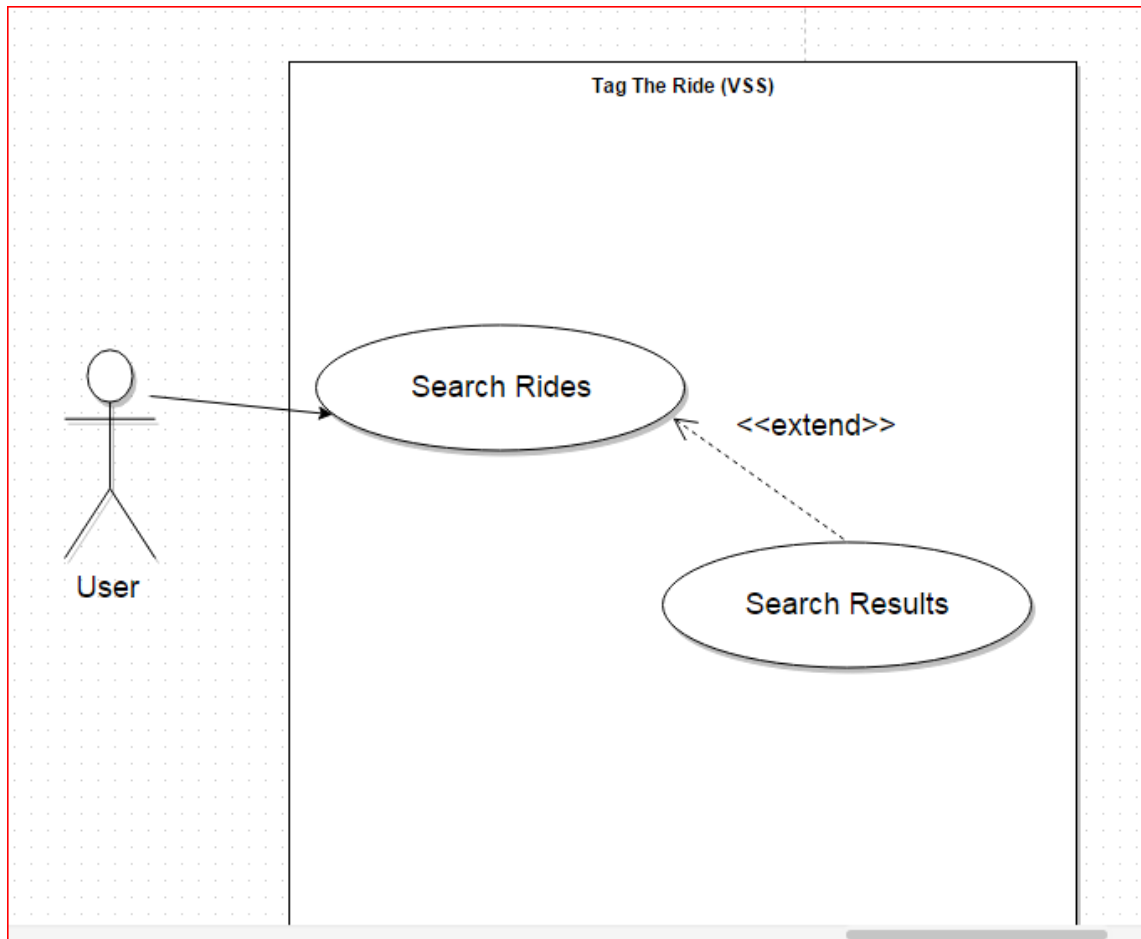 Tag The Ride (VSS)
Search Rides
<<extend>>
Search Results
User